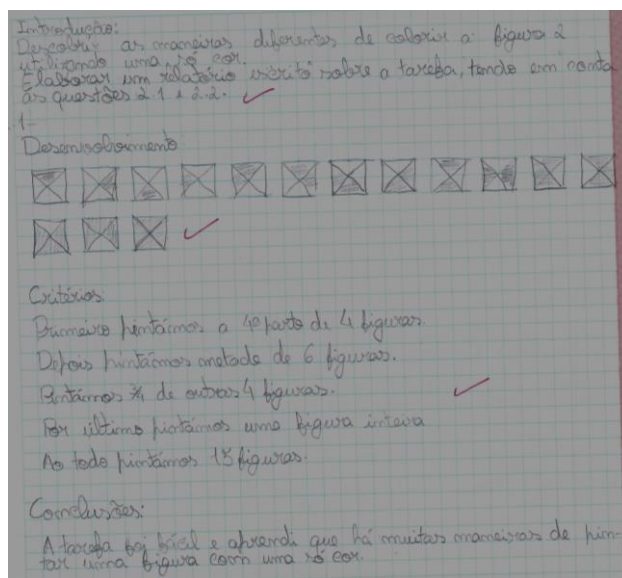 Introdução:
Descobrir as maneiras diferentes de colorir a figura 2
utilizando uma só cor.
Elaborar um relatório escrito sobre a tarefa, tendo em conta
as questões 2.1 e 2.2.
1-
Desenvolvimento
Critérios
Primeiro pintámos a 4ª parte de 4 figuras.
Depois pintámos metade de 6 figuras.
Pintámos ¾ de outras 4 figuras.
Por último pintámos uma figura inteira
Ao todo pintámos 15 figuras.
Conclusões:
A tarefa foi fácil e aprendi que há muitas maneiras de pin-
tar uma figura com uma só cor.